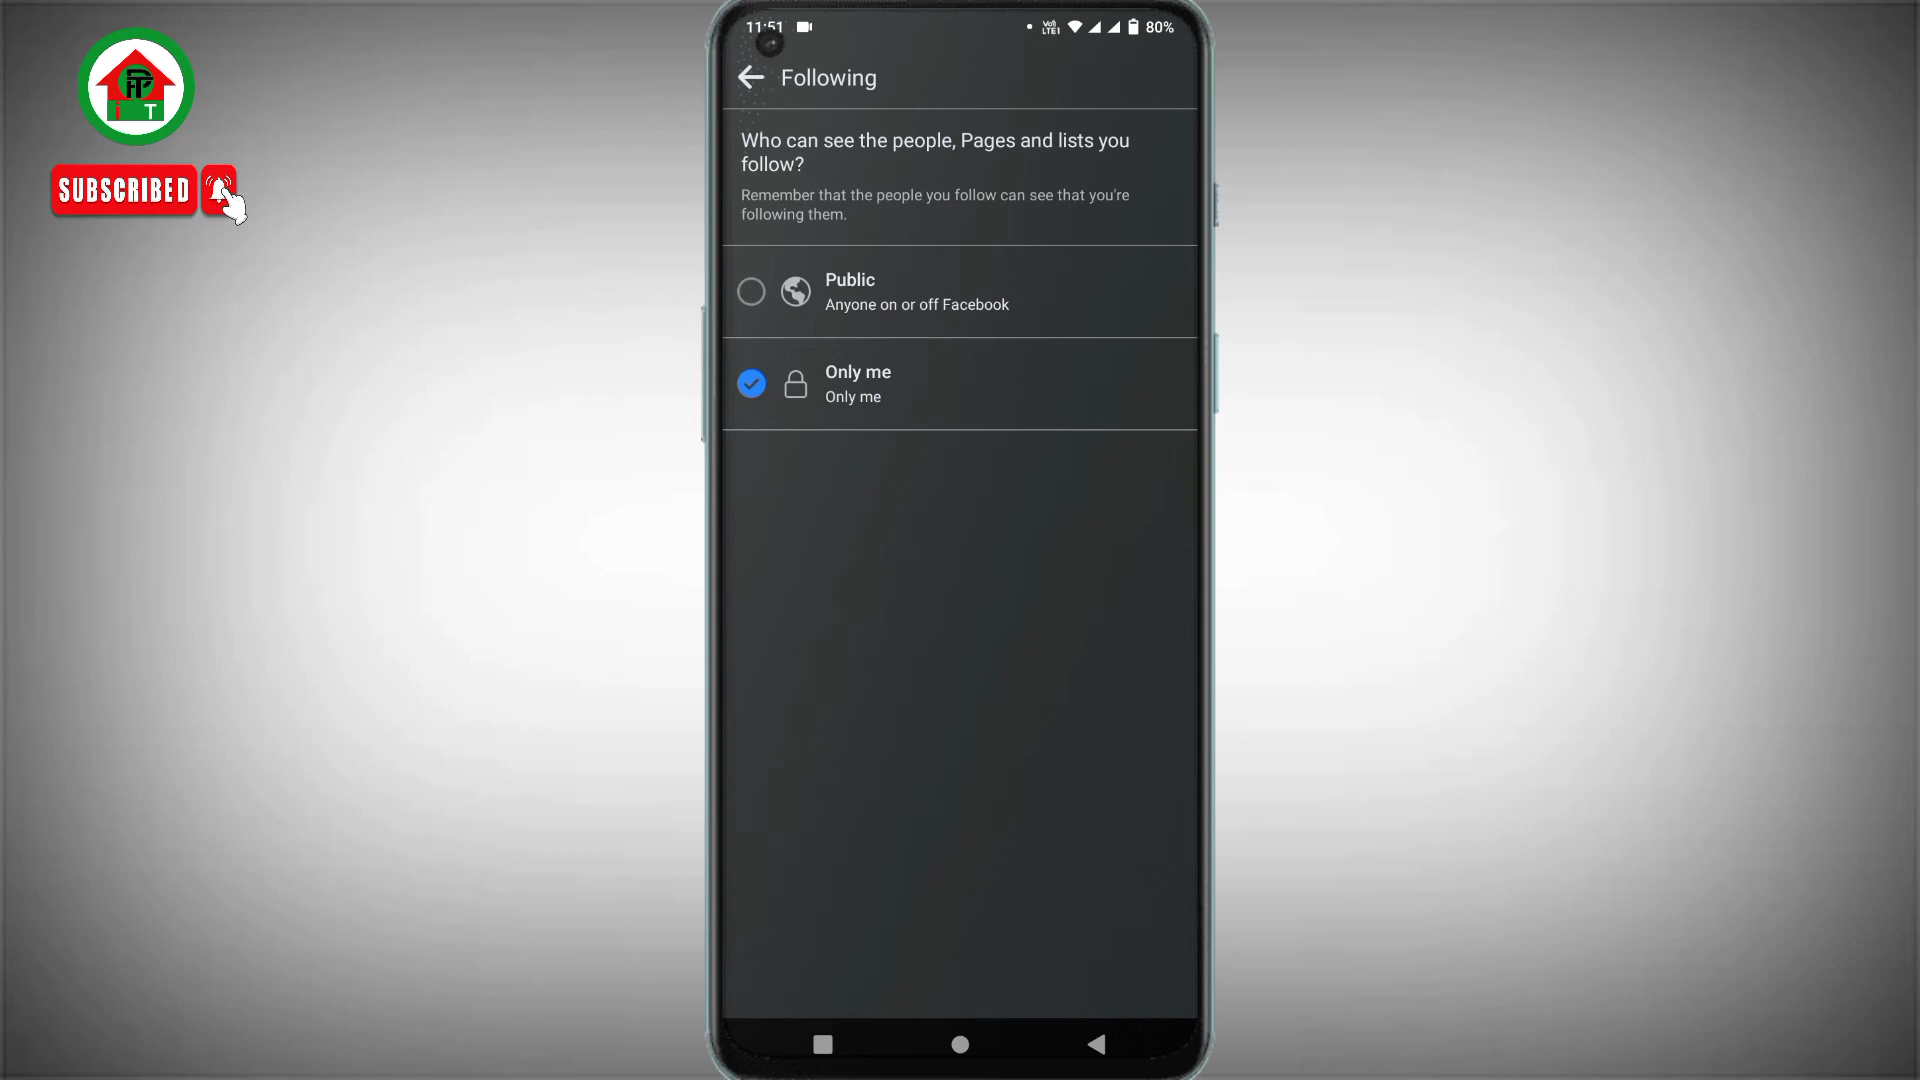 SUBSCRIBED
i T
11:51
VoI) LTE1
80%
Following
Who can see the people, Pages and lists you
follow?
Remember that the people you follow can see that you're
following them.
Public
Anyone on or off Facebook
Only me
Only me